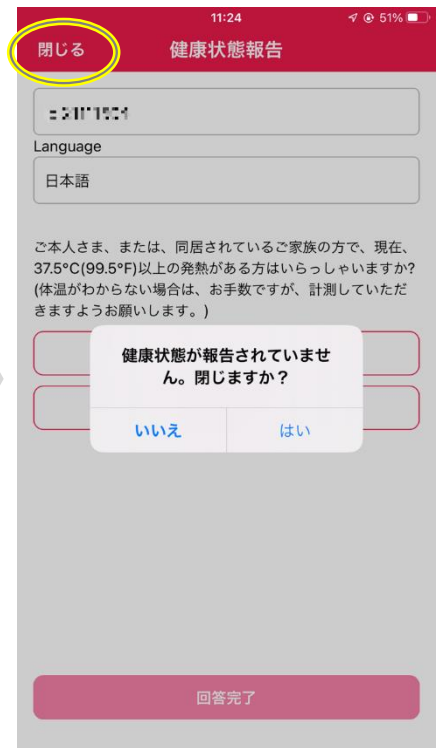 11:24
51%
閉じる
健康状態報告
Language
日本語
ご本人さま、または、同居されているご家族の方で、現在、
37.5°C(99.5°F)以上の発熱がある方はいらっしゃいますか?
(体温がわからない場合は、お手数ですが、計測していただ
きますようお願いします。)
健康状態が報告されていませ
ん。閉じますか?
いいえ
はい
回答完了